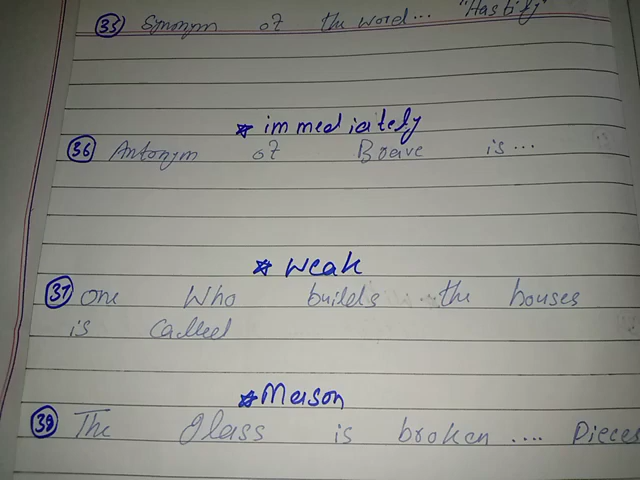 35 Synonym of the word... "Hastily"
* immediately
36 Antonym of Brave is...
* Weak
37 One Who builds ... the houses
is Called
* Meson
38 The glass is broken .... Pieces